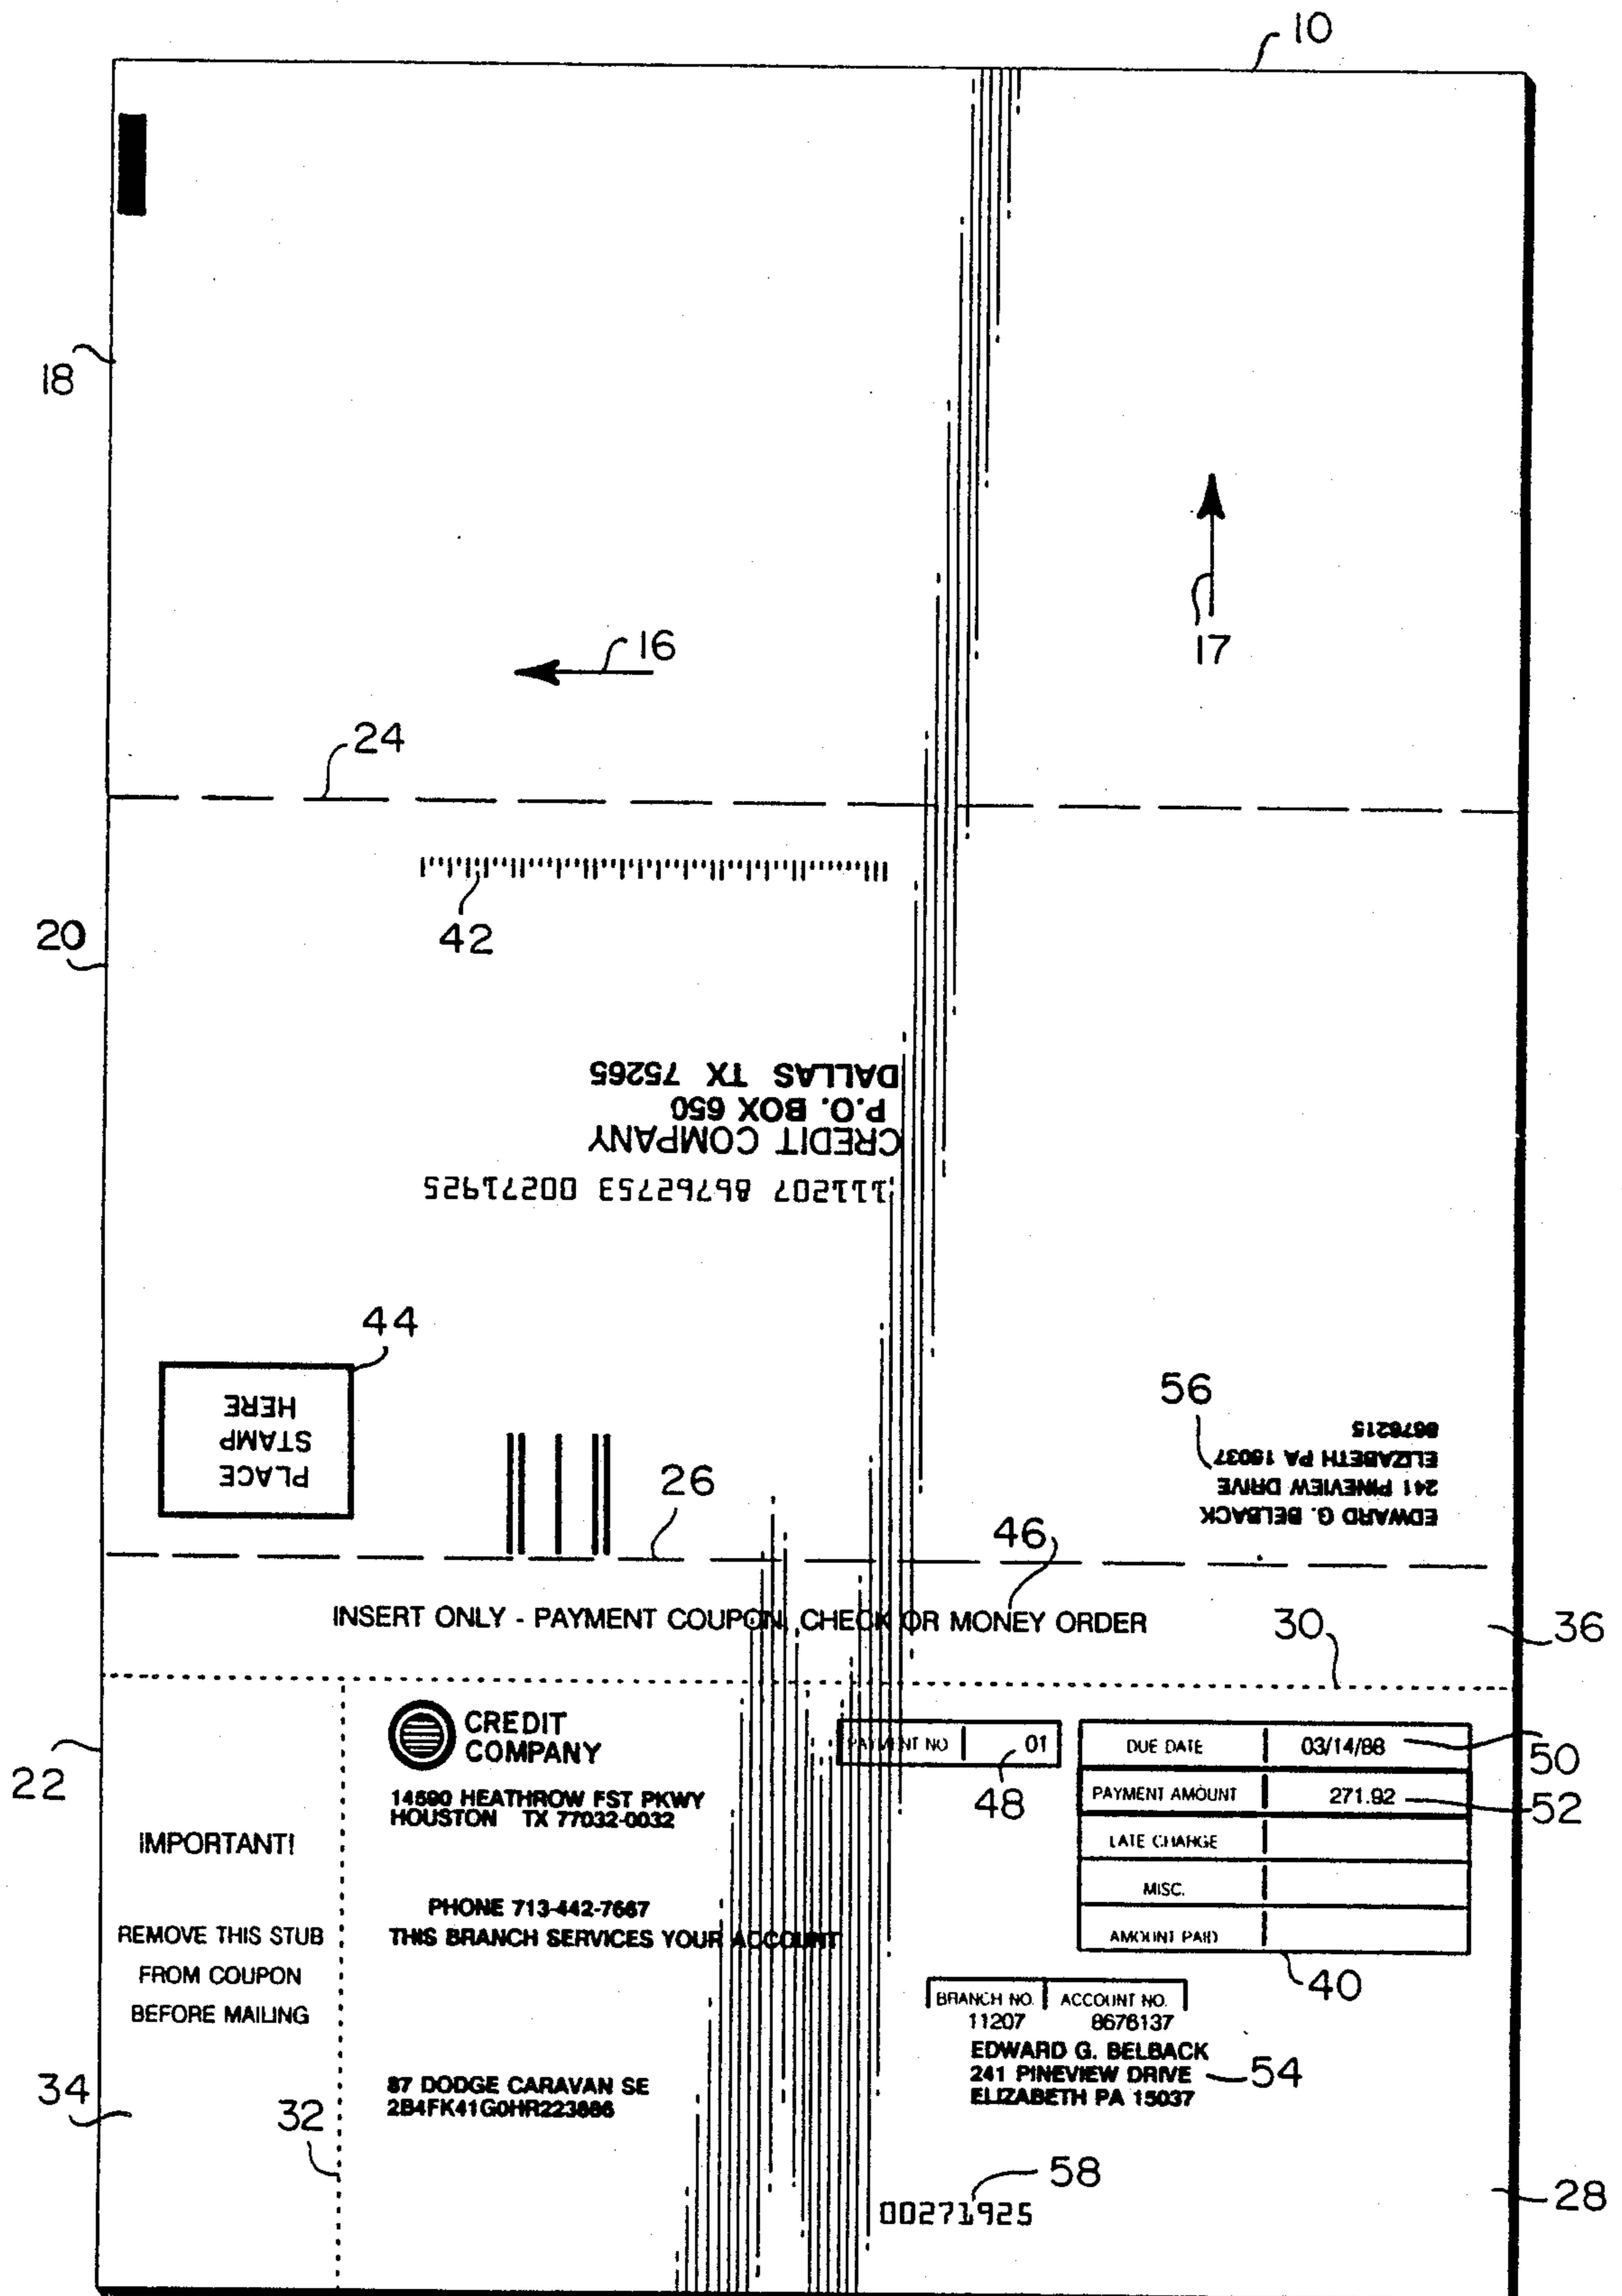 10
18
16
17
24
42
20
DALLAS TX 75265
P.O. BOX 650
CREDIT COMPANY
111207 86762753 00271925
44
PLACE
STAMP
HERE
56
EDWARD G. BELBACK
241 PINEVIEW DRIVE
ELIZABETH PA 15037
8676215
26
46
INSERT ONLY - PAYMENT COUPON, CHECK OR MONEY ORDER
30
36
22
CREDIT
COMPANY
14590 HEATHROW FST PKWY
HOUSTON TX 77032-0032
PAYMENT NO 01
48
DUE DATE 03/14/88
50
PAYMENT AMOUNT 271.92
52
LATE CHARGE
MISC.
AMOUNT PAID
40
IMPORTANT!
REMOVE THIS STUB
FROM COUPON
BEFORE MAILING
PHONE 713-442-7667
THIS BRANCH SERVICES YOUR ACCOUNT
BRANCH NO. ACCOUNT NO.
11207 8676137
EDWARD G. BELBACK
241 PINEVIEW DRIVE
ELIZABETH PA 15037
54
34
32
87 DODGE CARAVAN SE
58
00271925
28